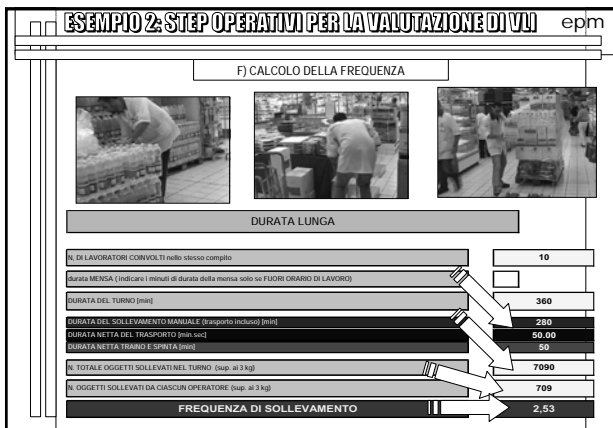 ESEMPIO 2: STEP OPERATIVI PER LA VALUTAZIONE DI VLI
epm
F) CALCOLO DELLA FREQUENZA
DURATA LUNGA
N, DI LAVORATORI COINVOLTI nello stesso compito 10
durata MENSA ( indicare i minuti di durata della mensa solo se FUORI ORARIO DI LAVORO)
DURATA DEL TURNO [min] 360
DURATA DEL SOLLEVAMENTO MANUALE (trasporto incluso) [min] 280
DURATA NETTA DEL TRASPORTO [min.sec] 50.00
DURATA NETTA TRAINO E SPINTA [min] 50
N. TOTALE OGGETTI SOLLEVATI NEL TURNO (sup. ai 3 kg) 7090
N. OGGETTI SOLLEVATI DA CIASCUN OPERATORE (sup. ai 3 kg) 709
FREQUENZA DI SOLLEVAMENTO 2,53